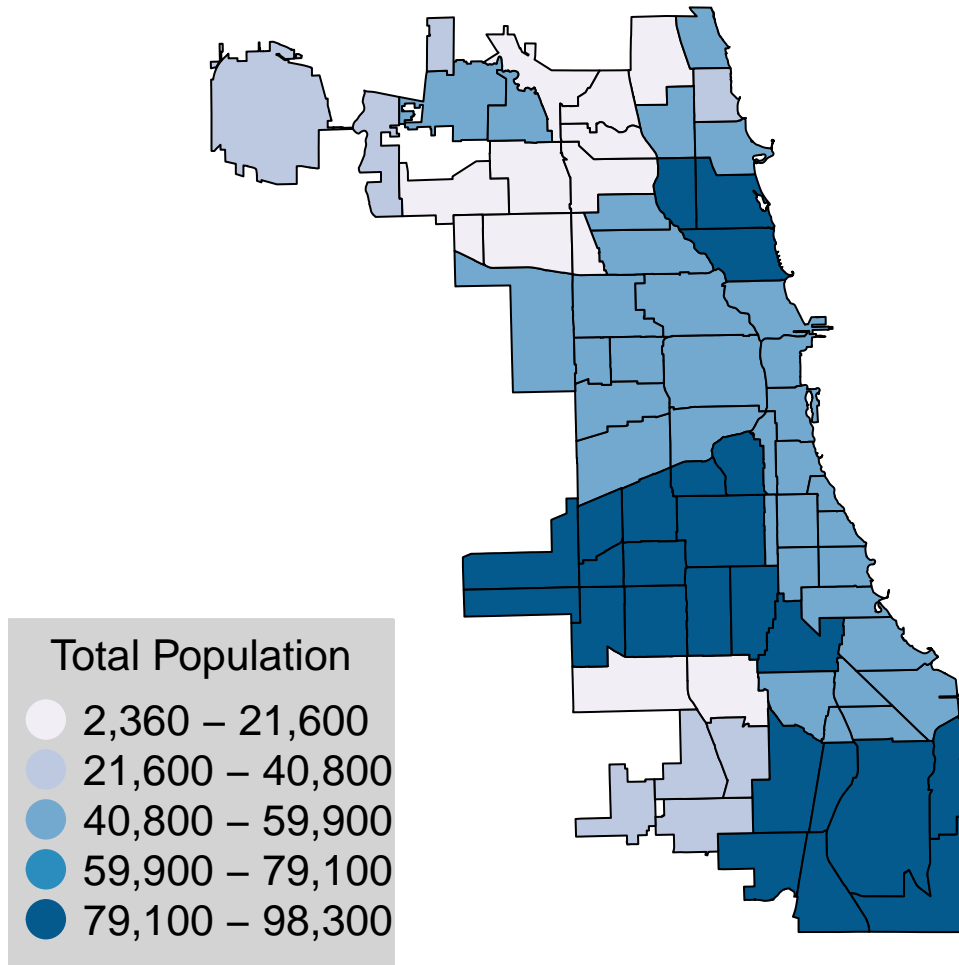 Total Population
2,360 – 21,600
21,600 – 40,800
40,800 – 59,900
59,900 – 79,100
79,100 – 98,300